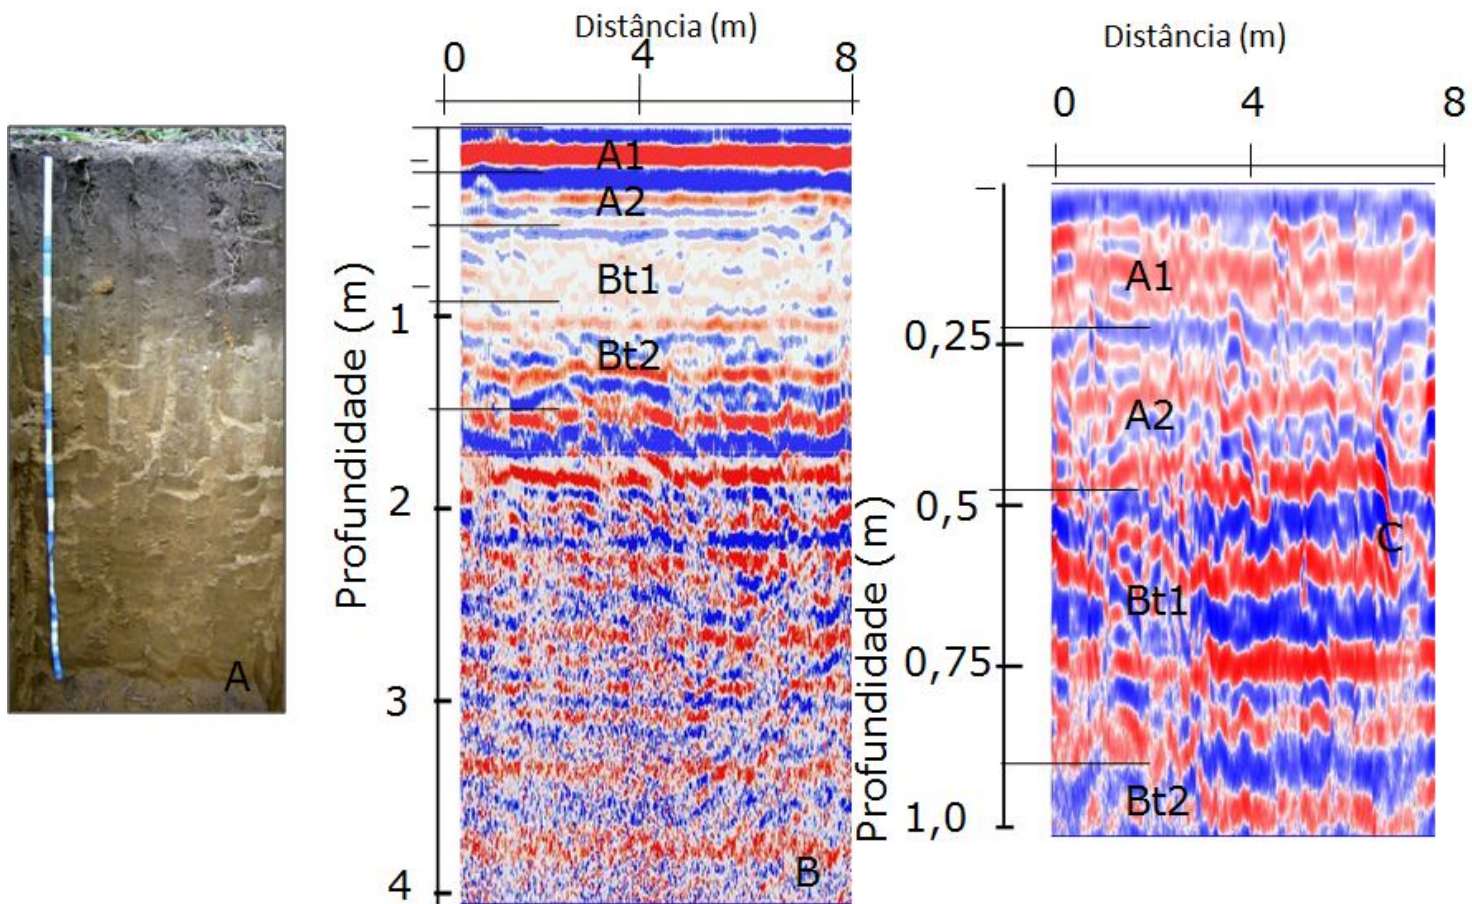 A
Distância (m)
0 4 8
Profundidade (m)
1
2
3
4
A1
A2
Bt1
Bt2
B
Distância (m)
0 4 8
Profundidade (m)
0,25
0,5
0,75
1,0
A1
A2
Bt1
Bt2
C